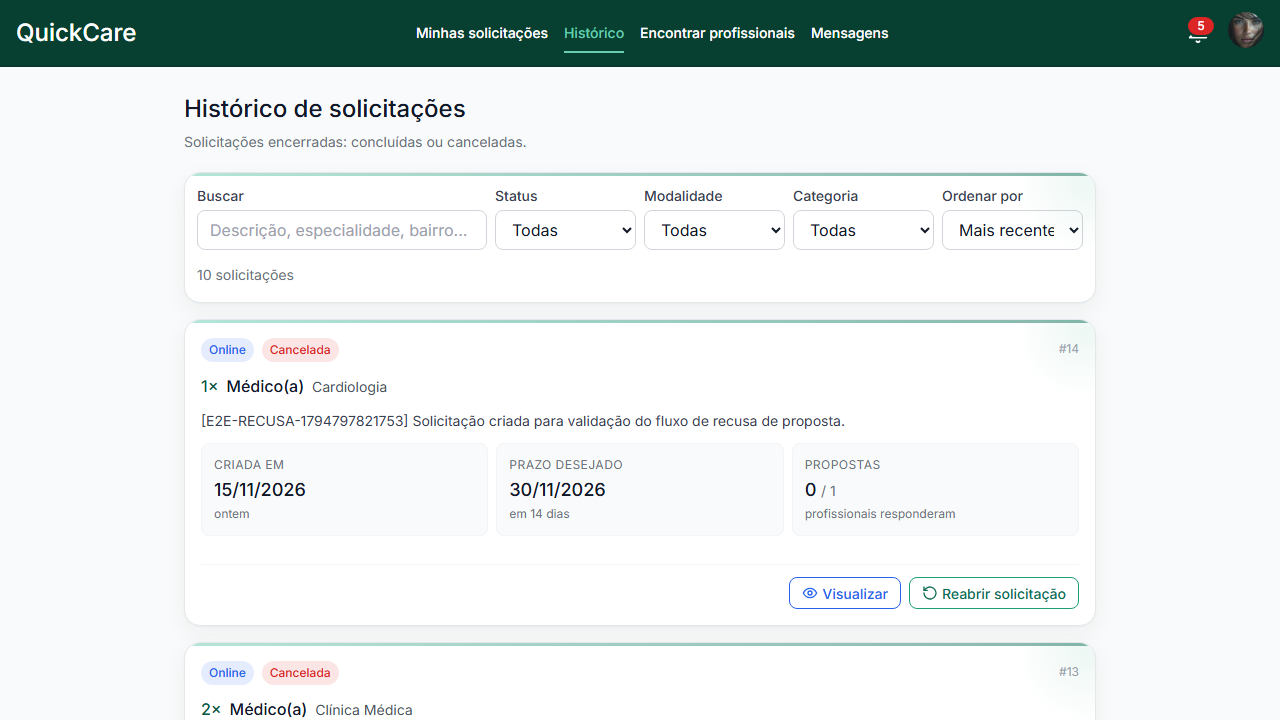 QuickCare
Minhas solicitações Histórico Encontrar profissionais Mensagens
5
Histórico de solicitações
Solicitações encerradas: concluídas ou canceladas.
Buscar Status Modalidade Categoria Ordenar por
Descrição, especialidade, bairro... Todas Todas Todas Mais recente
10 solicitações
Online Cancelada #14
1× Médico(a) Cardiologia
[E2E-RECUSA-1794797821753] Solicitação criada para validação do fluxo de recusa de proposta.
CRIADA EM PRAZO DESEJADO PROPOSTAS
15/11/2026 30/11/2026 0 / 1
ontem em 14 dias profissionais responderam
Visualizar Reabrir solicitação
Online Cancelada #13
2× Médico(a) Clínica Médica